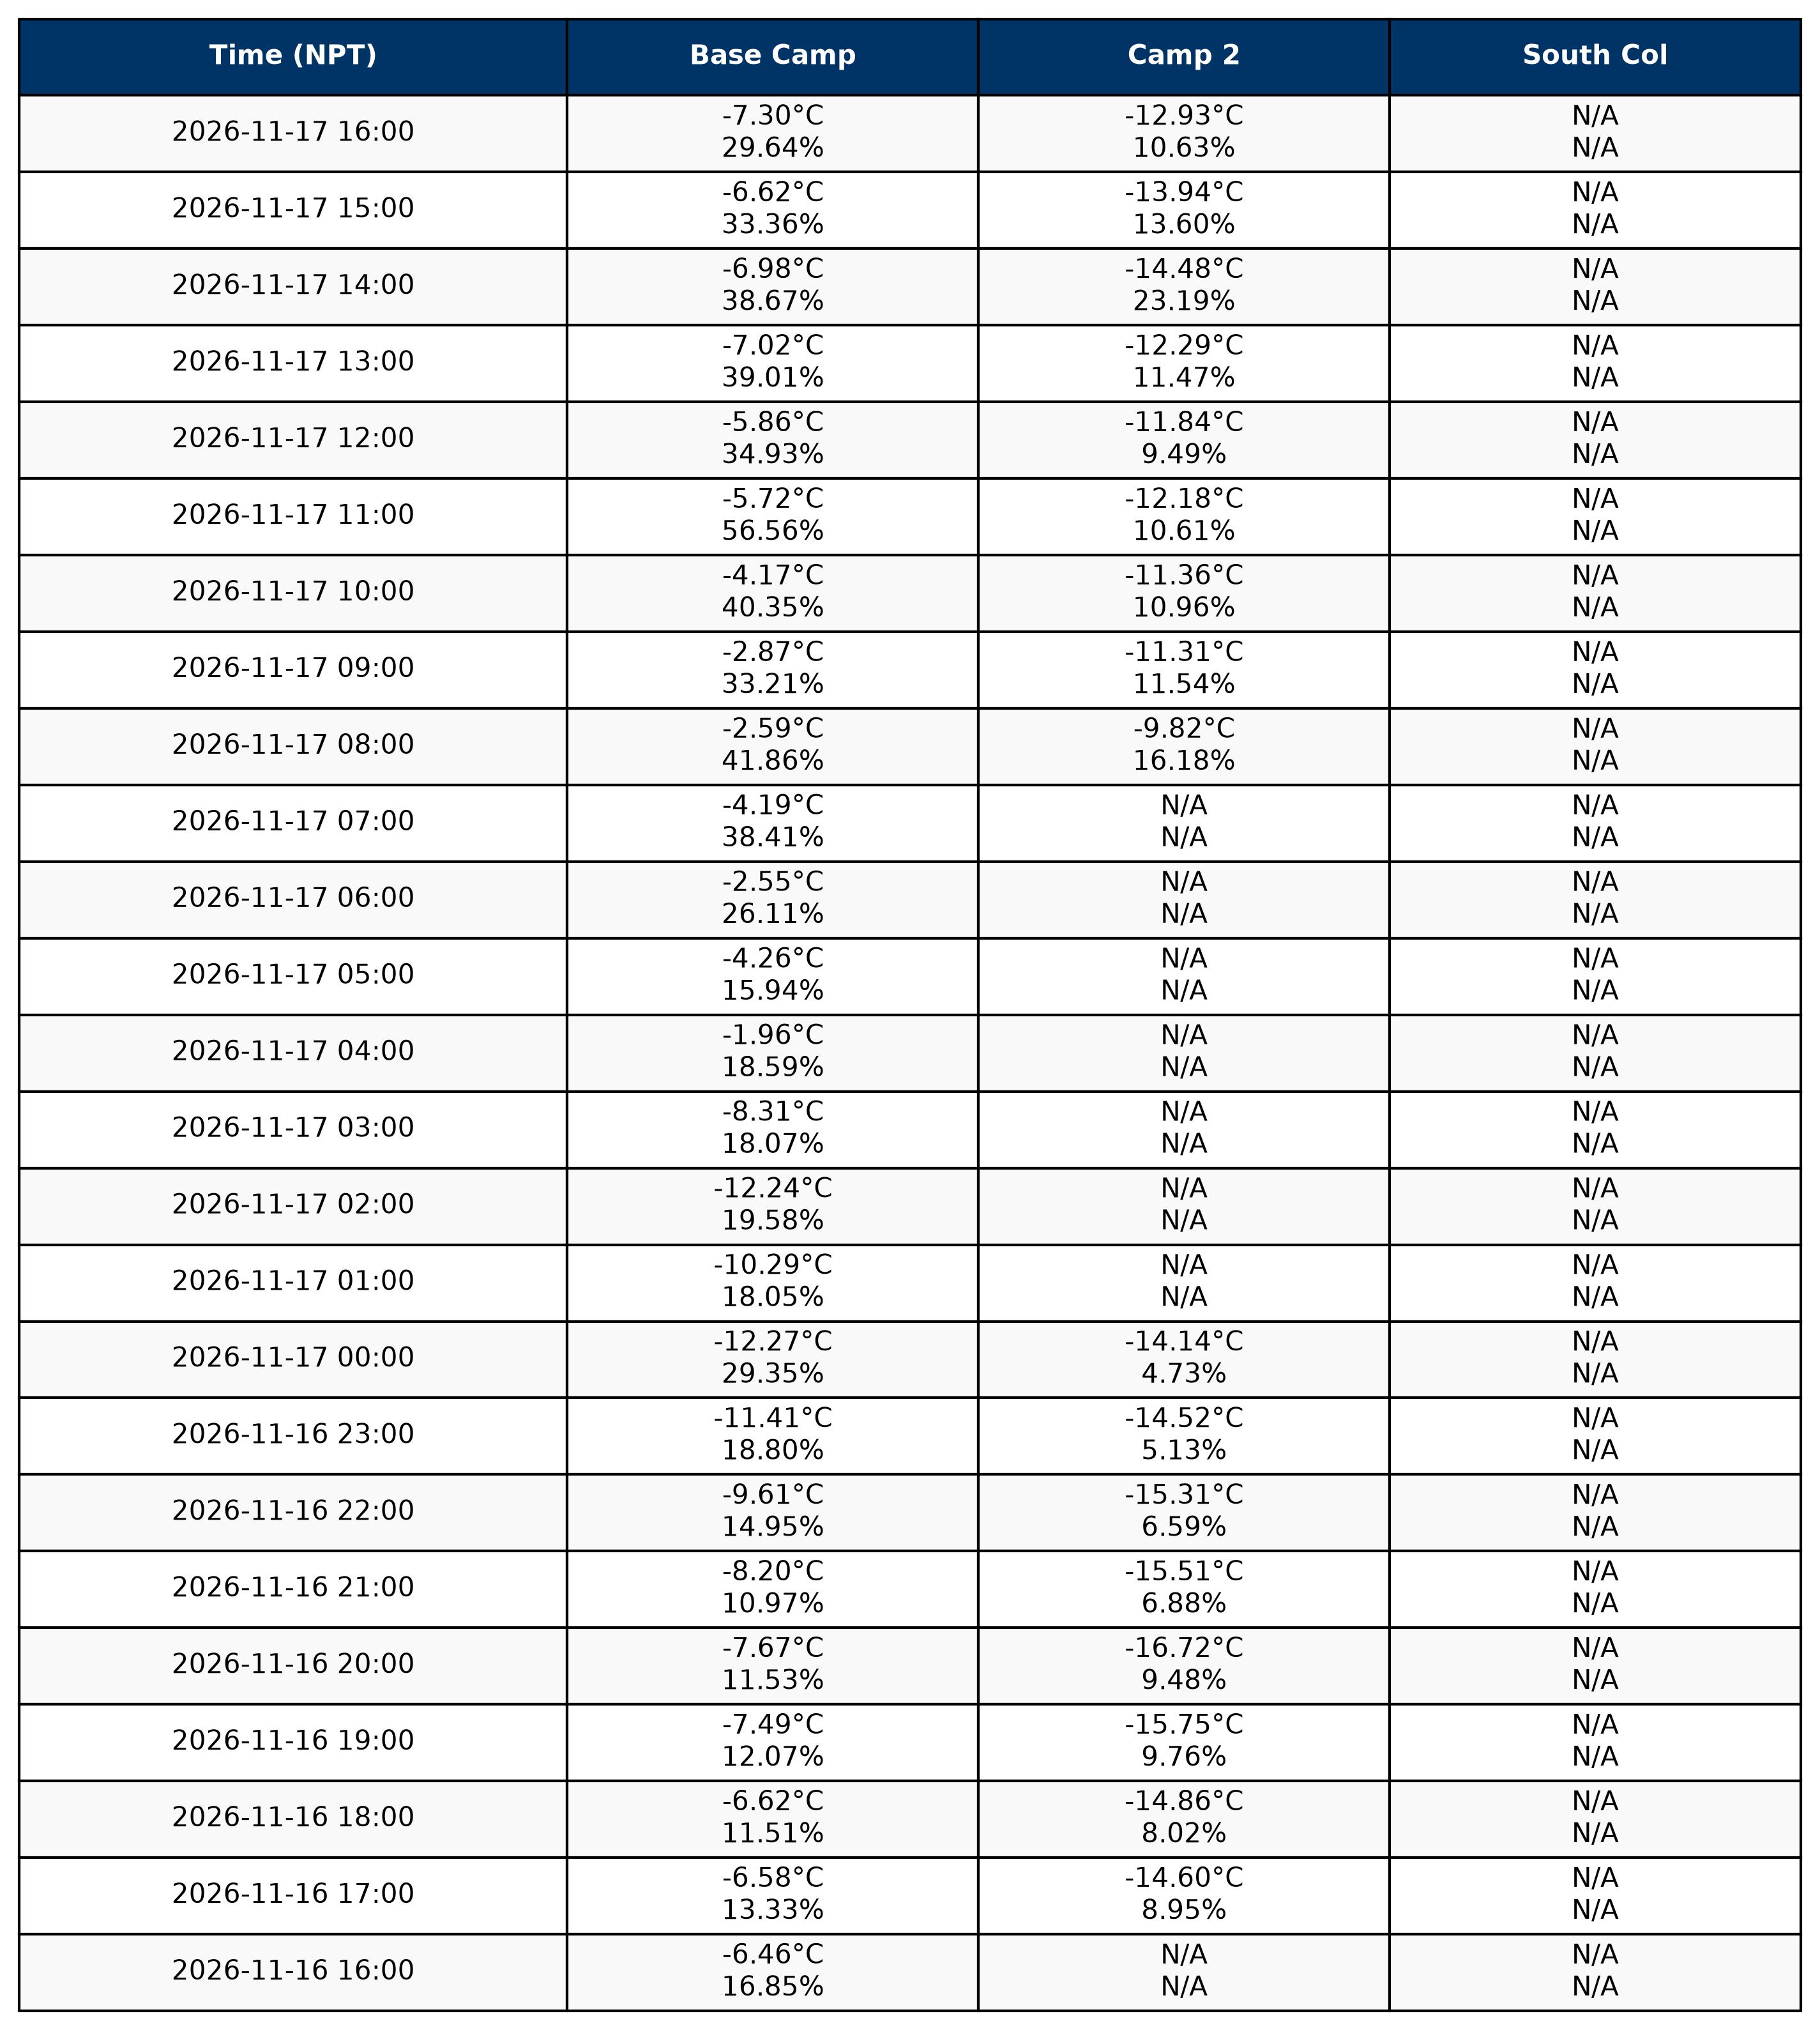 Time (NPT) Base Camp Camp 2 South Col
2026-11-17 16:00 -7.30°C -12.93°C N/A
29.64% 10.63% N/A
2026-11-17 15:00 -6.62°C -13.94°C N/A
33.36% 13.60% N/A
2026-11-17 14:00 -6.98°C -14.48°C N/A
38.67% 23.19% N/A
2026-11-17 13:00 -7.02°C -12.29°C N/A
39.01% 11.47% N/A
2026-11-17 12:00 -5.86°C -11.84°C N/A
34.93% 9.49% N/A
2026-11-17 11:00 -5.72°C -12.18°C N/A
56.56% 10.61% N/A
2026-11-17 10:00 -4.17°C -11.36°C N/A
40.35% 10.96% N/A
2026-11-17 09:00 -2.87°C -11.31°C N/A
33.21% 11.54% N/A
2026-11-17 08:00 -2.59°C -9.82°C N/A
41.86% 16.18% N/A
2026-11-17 07:00 -4.19°C N/A N/A
38.41% N/A N/A
2026-11-17 06:00 -2.55°C N/A N/A
26.11% N/A N/A
2026-11-17 05:00 -4.26°C N/A N/A
15.94% N/A N/A
2026-11-17 04:00 -1.96°C N/A N/A
18.59% N/A N/A
2026-11-17 03:00 -8.31°C N/A N/A
18.07% N/A N/A
2026-11-17 02:00 -12.24°C N/A N/A
19.58% N/A N/A
2026-11-17 01:00 -10.29°C N/A N/A
18.05% N/A N/A
2026-11-17 00:00 -12.27°C -14.14°C N/A
29.35% 4.73% N/A
2026-11-16 23:00 -11.41°C -14.52°C N/A
18.80% 5.13% N/A
2026-11-16 22:00 -9.61°C -15.31°C N/A
14.95% 6.59% N/A
2026-11-16 21:00 -8.20°C -15.51°C N/A
10.97% 6.88% N/A
2026-11-16 20:00 -7.67°C -16.72°C N/A
11.53% 9.48% N/A
2026-11-16 19:00 -7.49°C -15.75°C N/A
12.07% 9.76% N/A
2026-11-16 18:00 -6.62°C -14.86°C N/A
11.51% 8.02% N/A
2026-11-16 17:00 -6.58°C -14.60°C N/A
13.33% 8.95% N/A
2026-11-16 16:00 -6.46°C N/A N/A
16.85% N/A N/A